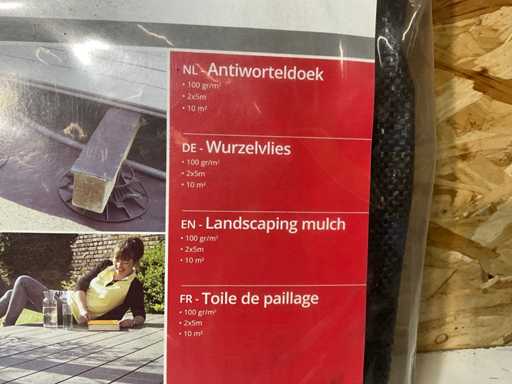 NL - Antiworteldoek
• 100 gr/m²
• 2x5m
• 10 m²
DE - Wurzelvlies
• 100 gr/m²
• 2x5m
• 10 m²
EN - Landscaping mulch
• 100 gr/m²
• 2x5m
• 10 m²
FR - Toile de paillage
• 100 gr/m²
• 2x5m
• 10 m²